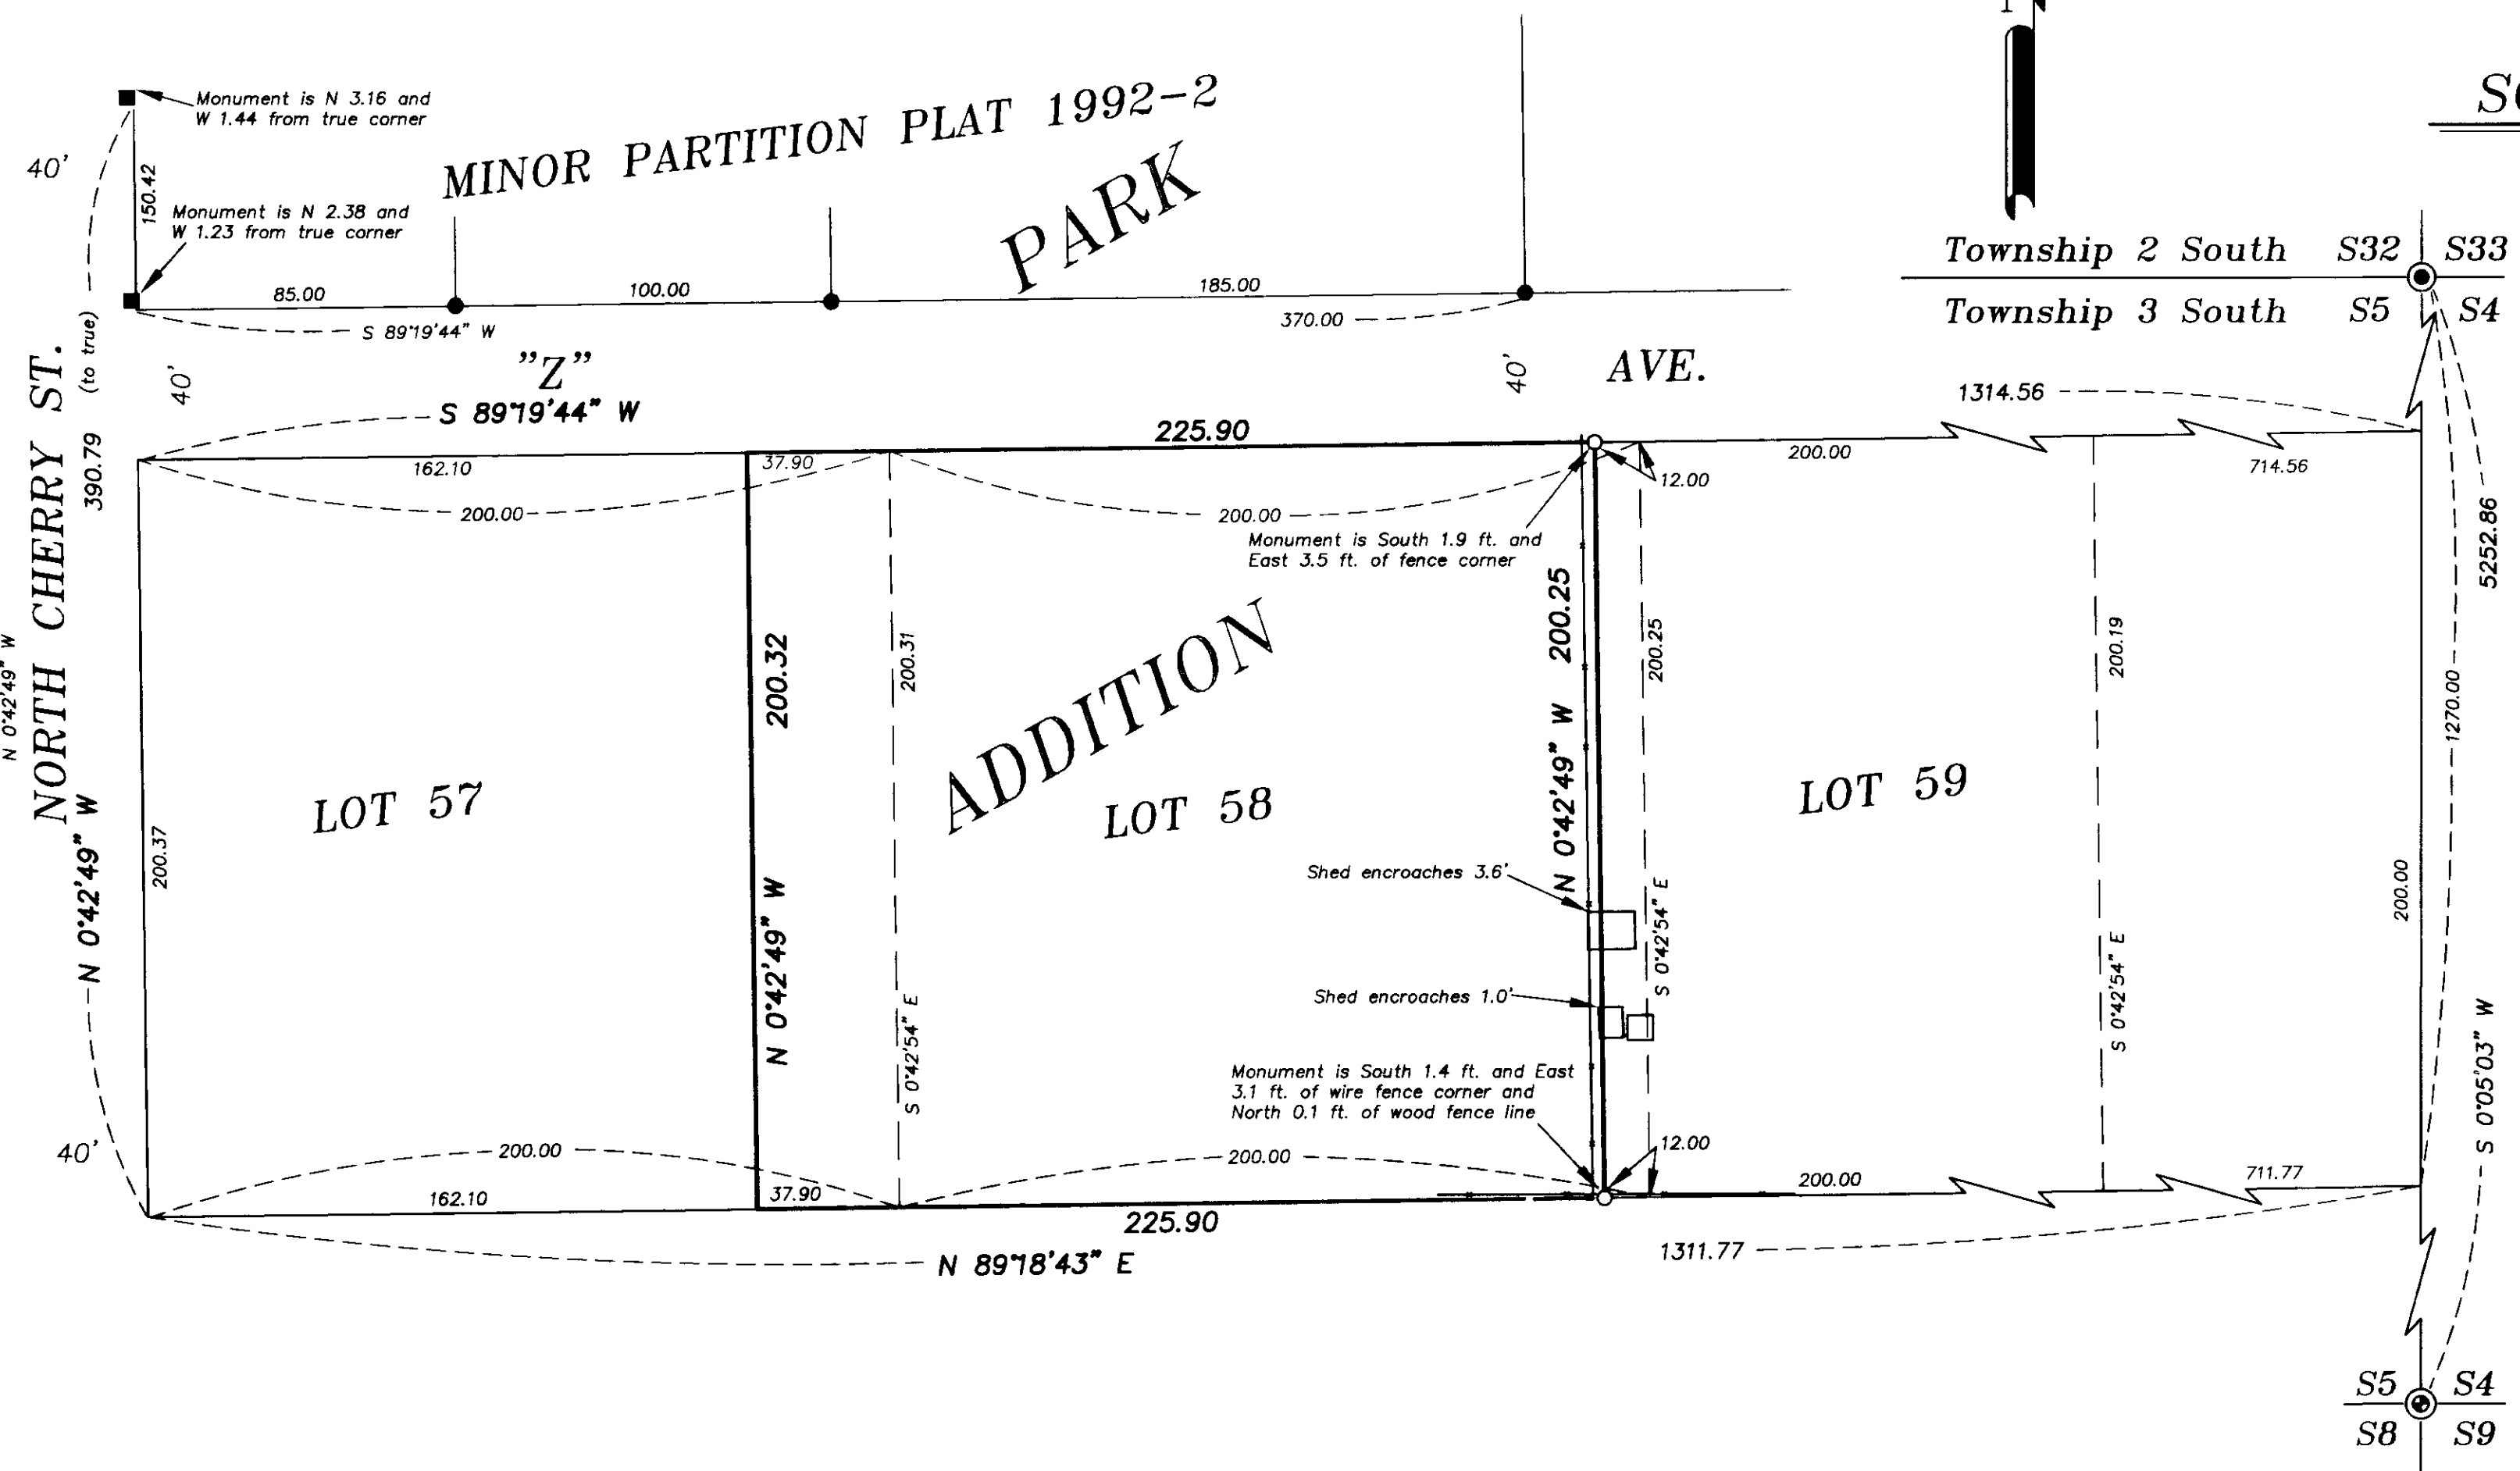 Monument is N 3.16 and
W 1.44 from true corner
40'
150.42
Monument is N 2.38 and
W 1.23 from true corner
MINOR PARTITION PLAT 1992-2
PARK
Township 2 South S32 S33
Township 3 South S5 S4
85.00
100.00
185.00
370.00
S 89°19'44" W
"Z"
AVE.
40'
40'
NORTH CHERRY ST.
390.79 (to true)
N 0°42'49" W
S 89°19'44" W
225.90
1314.56
162.10
37.90
200.00
714.56
12.00
200.00
200.00
Monument is South 1.9 ft. and
East 3.5 ft. of fence corner
5252.86
N 0°42'49" W 200.25
200.32
200.31
200.25
200.19
1270.00
ADDITION
LOT 57
LOT 58
LOT 59
200.37
N 0°42'49" W
N 0°42'49" W
S 0°42'54" E
S 0°42'54" E
S 0°42'54" E
200.00
Shed encroaches 3.6'
Shed encroaches 1.0'
S 0°05'03" W
Monument is South 1.4 ft. and East
3.1 ft. of wire fence corner and
North 0.1 ft. of wood fence line
40'
200.00
200.00
12.00
162.10
37.90
200.00
711.77
225.90
N 89°18'43" E
1311.77
S5 S4
S8 S9